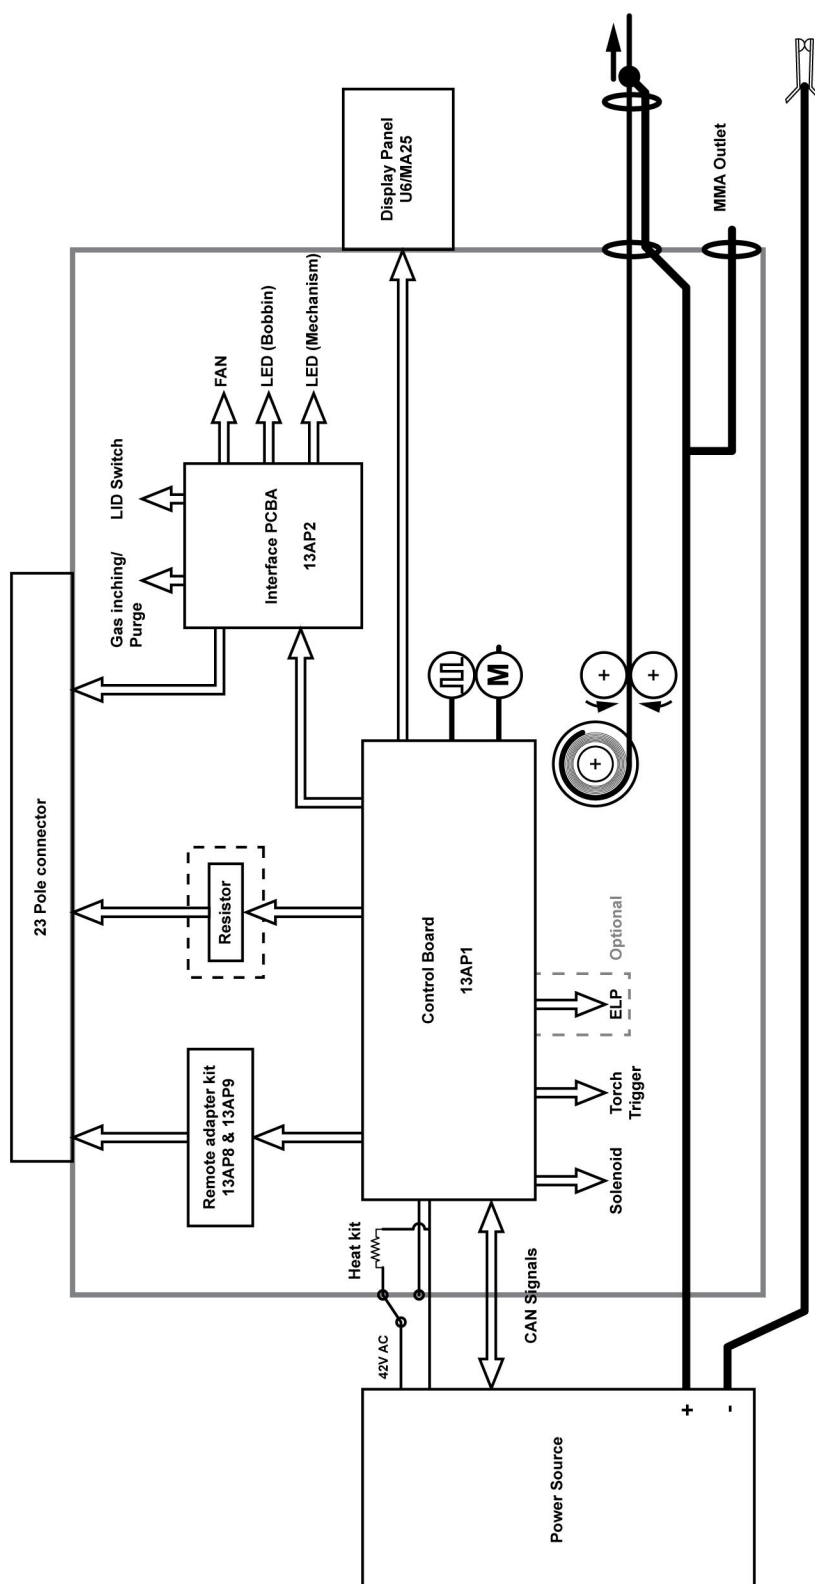 23 Pole connector
Remote adapter kit
13AP8 & 13AP9
Resistor
Gas inching/
Purge
LID Switch
Interface PCBA
13AP2
FAN
LED (Bobbin)
LED (Mechanism)
Display Panel
U6/MA25
Heat kit
42V AC
CAN Signals
Control Board
13AP1
M
Solenoid
Torch
Trigger
ELP
Optional
+
+
+
Power Source
+
-
MMA Outlet